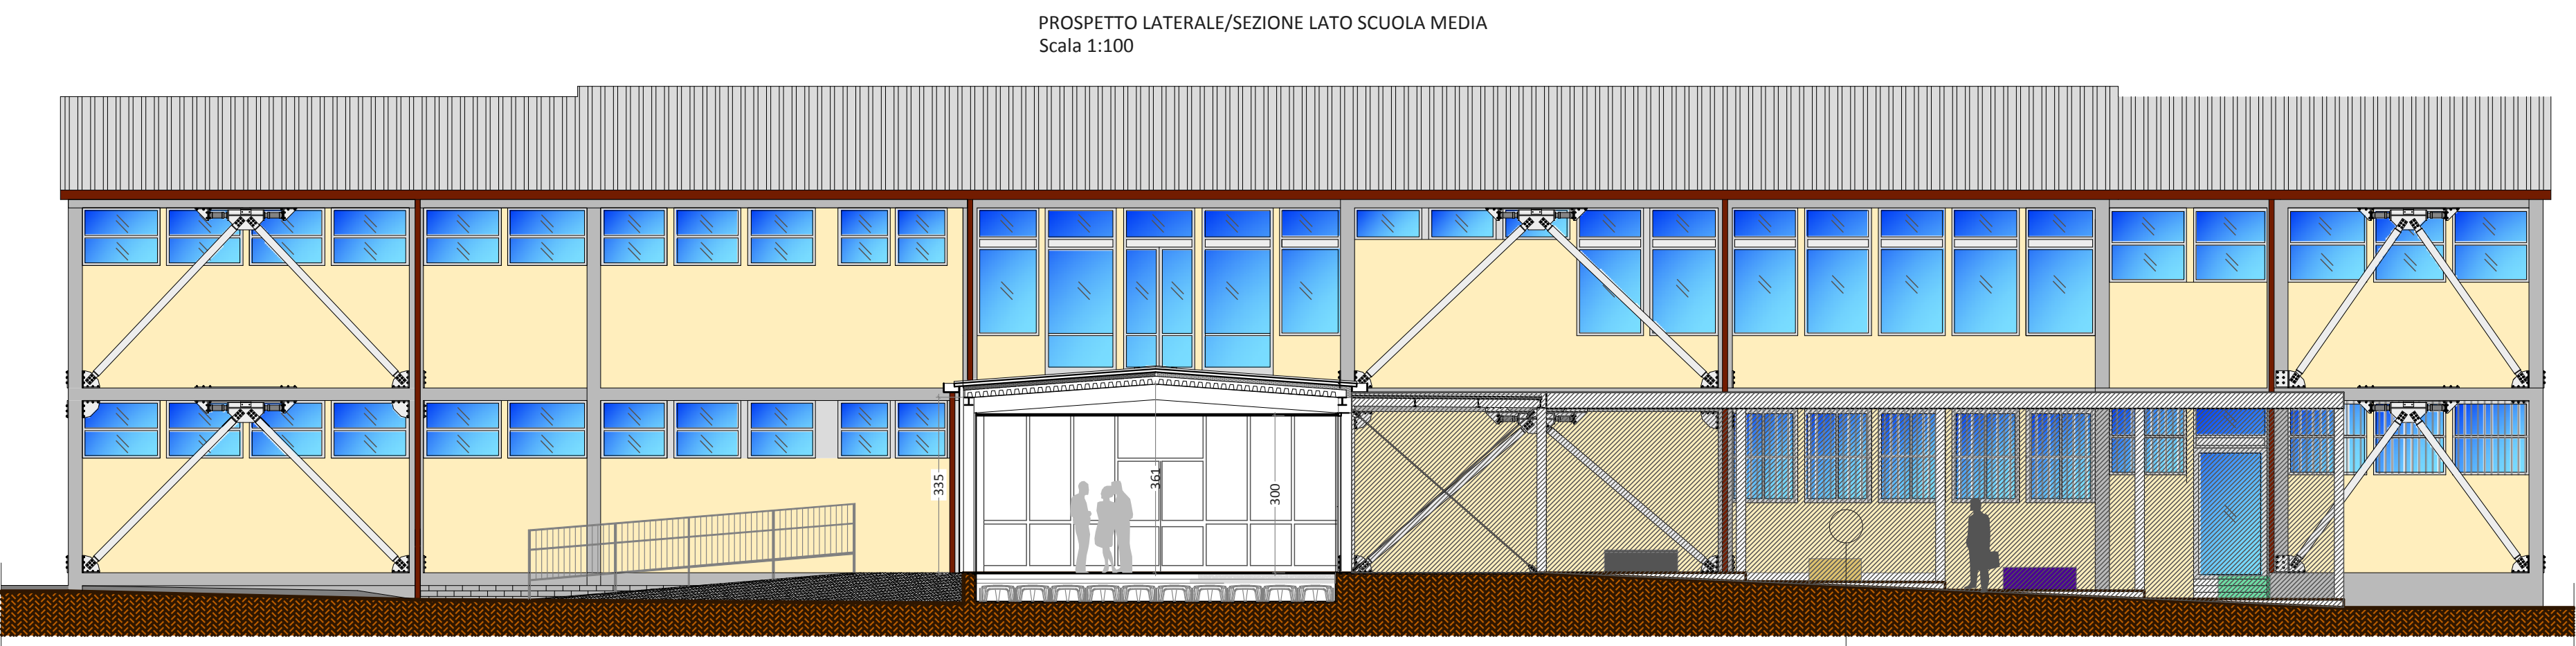 PROSPETTO LATERALE/SEZIONE LATO SCUOLA MEDIA
Scala 1:100
335
361
300